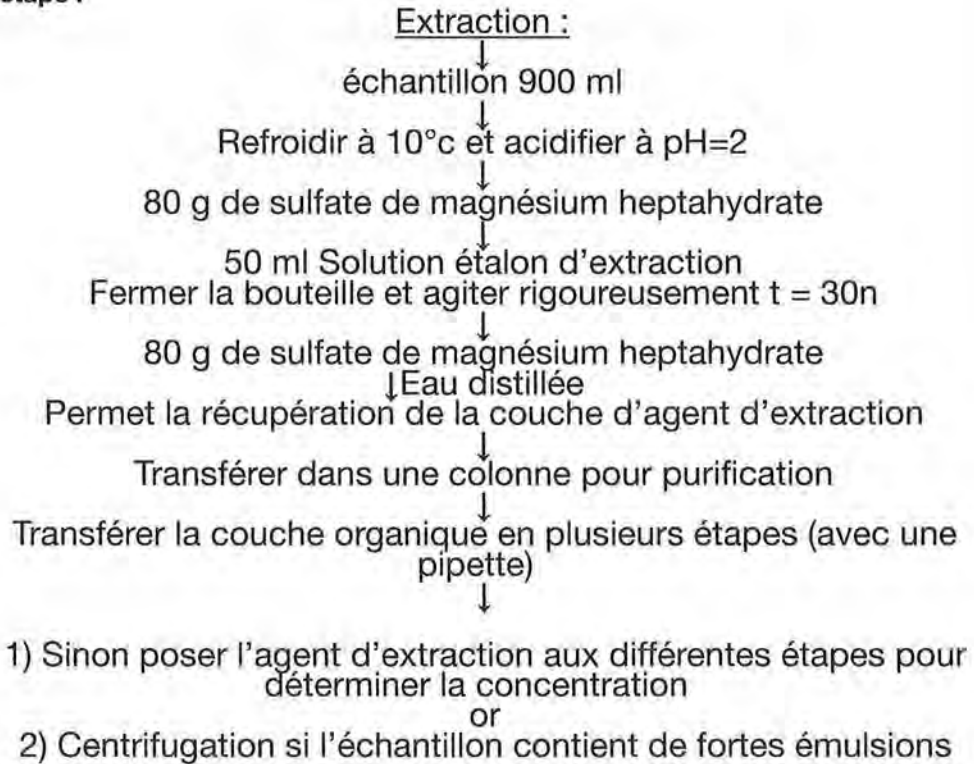 étape :
Extraction :
↓
échantillon 900 ml
↓
Refroidir à 10°c et acidifier à pH=2
↓
80 g de sulfate de magnésium heptahydrate
↓
50 ml Solution étalon d'extraction
Fermer la bouteille et agiter rigoureusement t = 30n
↓
80 g de sulfate de magnésium heptahydrate
↓Eau distillée
Permet la récupération de la couche d'agent d'extraction
↓
Transférer dans une colonne pour purification
↓
Transférer la couche organique en plusieurs étapes (avec une
pipette)
↓
1) Sinon poser l'agent d'extraction aux différentes étapes pour
déterminer la concentration
or
2) Centrifugation si l'échantillon contient de fortes émulsions